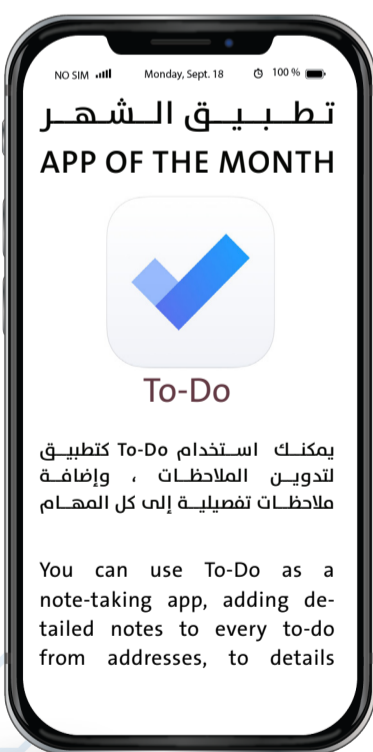 NO SIM Monday, Sept. 18 100 %
تطبيق الشهر
APP OF THE MONTH
To-Do
يمكنك استخدام To-Do كتطبيق
لتدوين الملاحظات ، وإضافة
ملاحظات تفصيلية إلى كل المهام
You can use To-Do as a
note-taking app, adding de-
tailed notes to every to-do
from addresses, to details